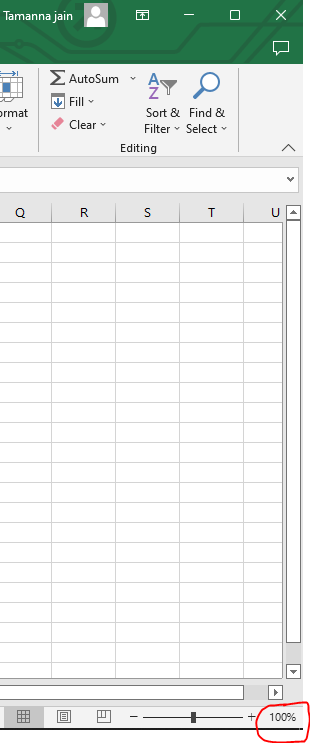 Tamanna jain
ormat
AutoSum
Fill
Clear
Sort &
Filter
Find &
Select
Editing
Q R S T U
100%